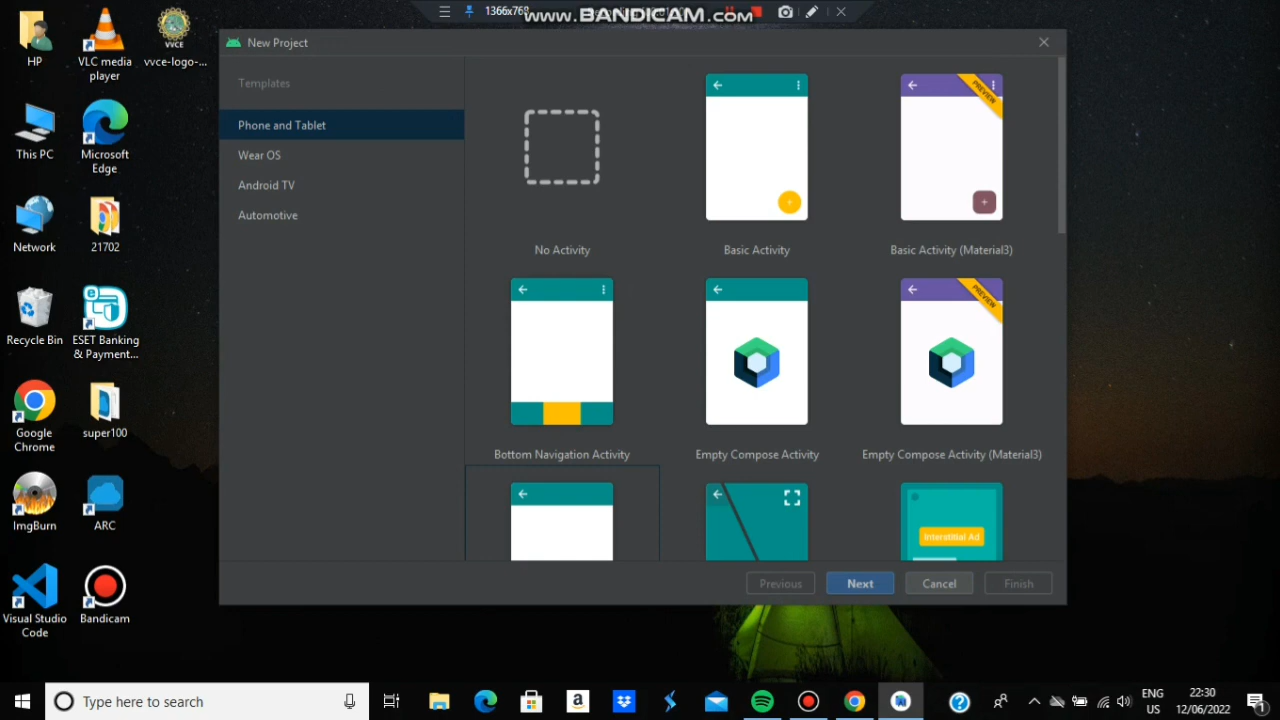 1366x768
www.BANDICAM.com
HP
VLC media
player
VVCE
vvce-logo-...
This PC
Microsoft
Edge
Network
21702
Recycle Bin
ESET Banking
& Payment...
Google
Chrome
super100
ImgBurn
ARC
Visual Studio
Code
Bandicam
New Project
Templates
Phone and Tablet
Wear OS
Android TV
Automotive
No Activity
Basic Activity
PREVIEW
Basic Activity (Material3)
Bottom Navigation Activity
Empty Compose Activity
PREVIEW
Empty Compose Activity (Material3)
Interstitial Ad
Previous
Next
Cancel
Finish
Type here to search
ENG
US
22:30
12/06/2022
1